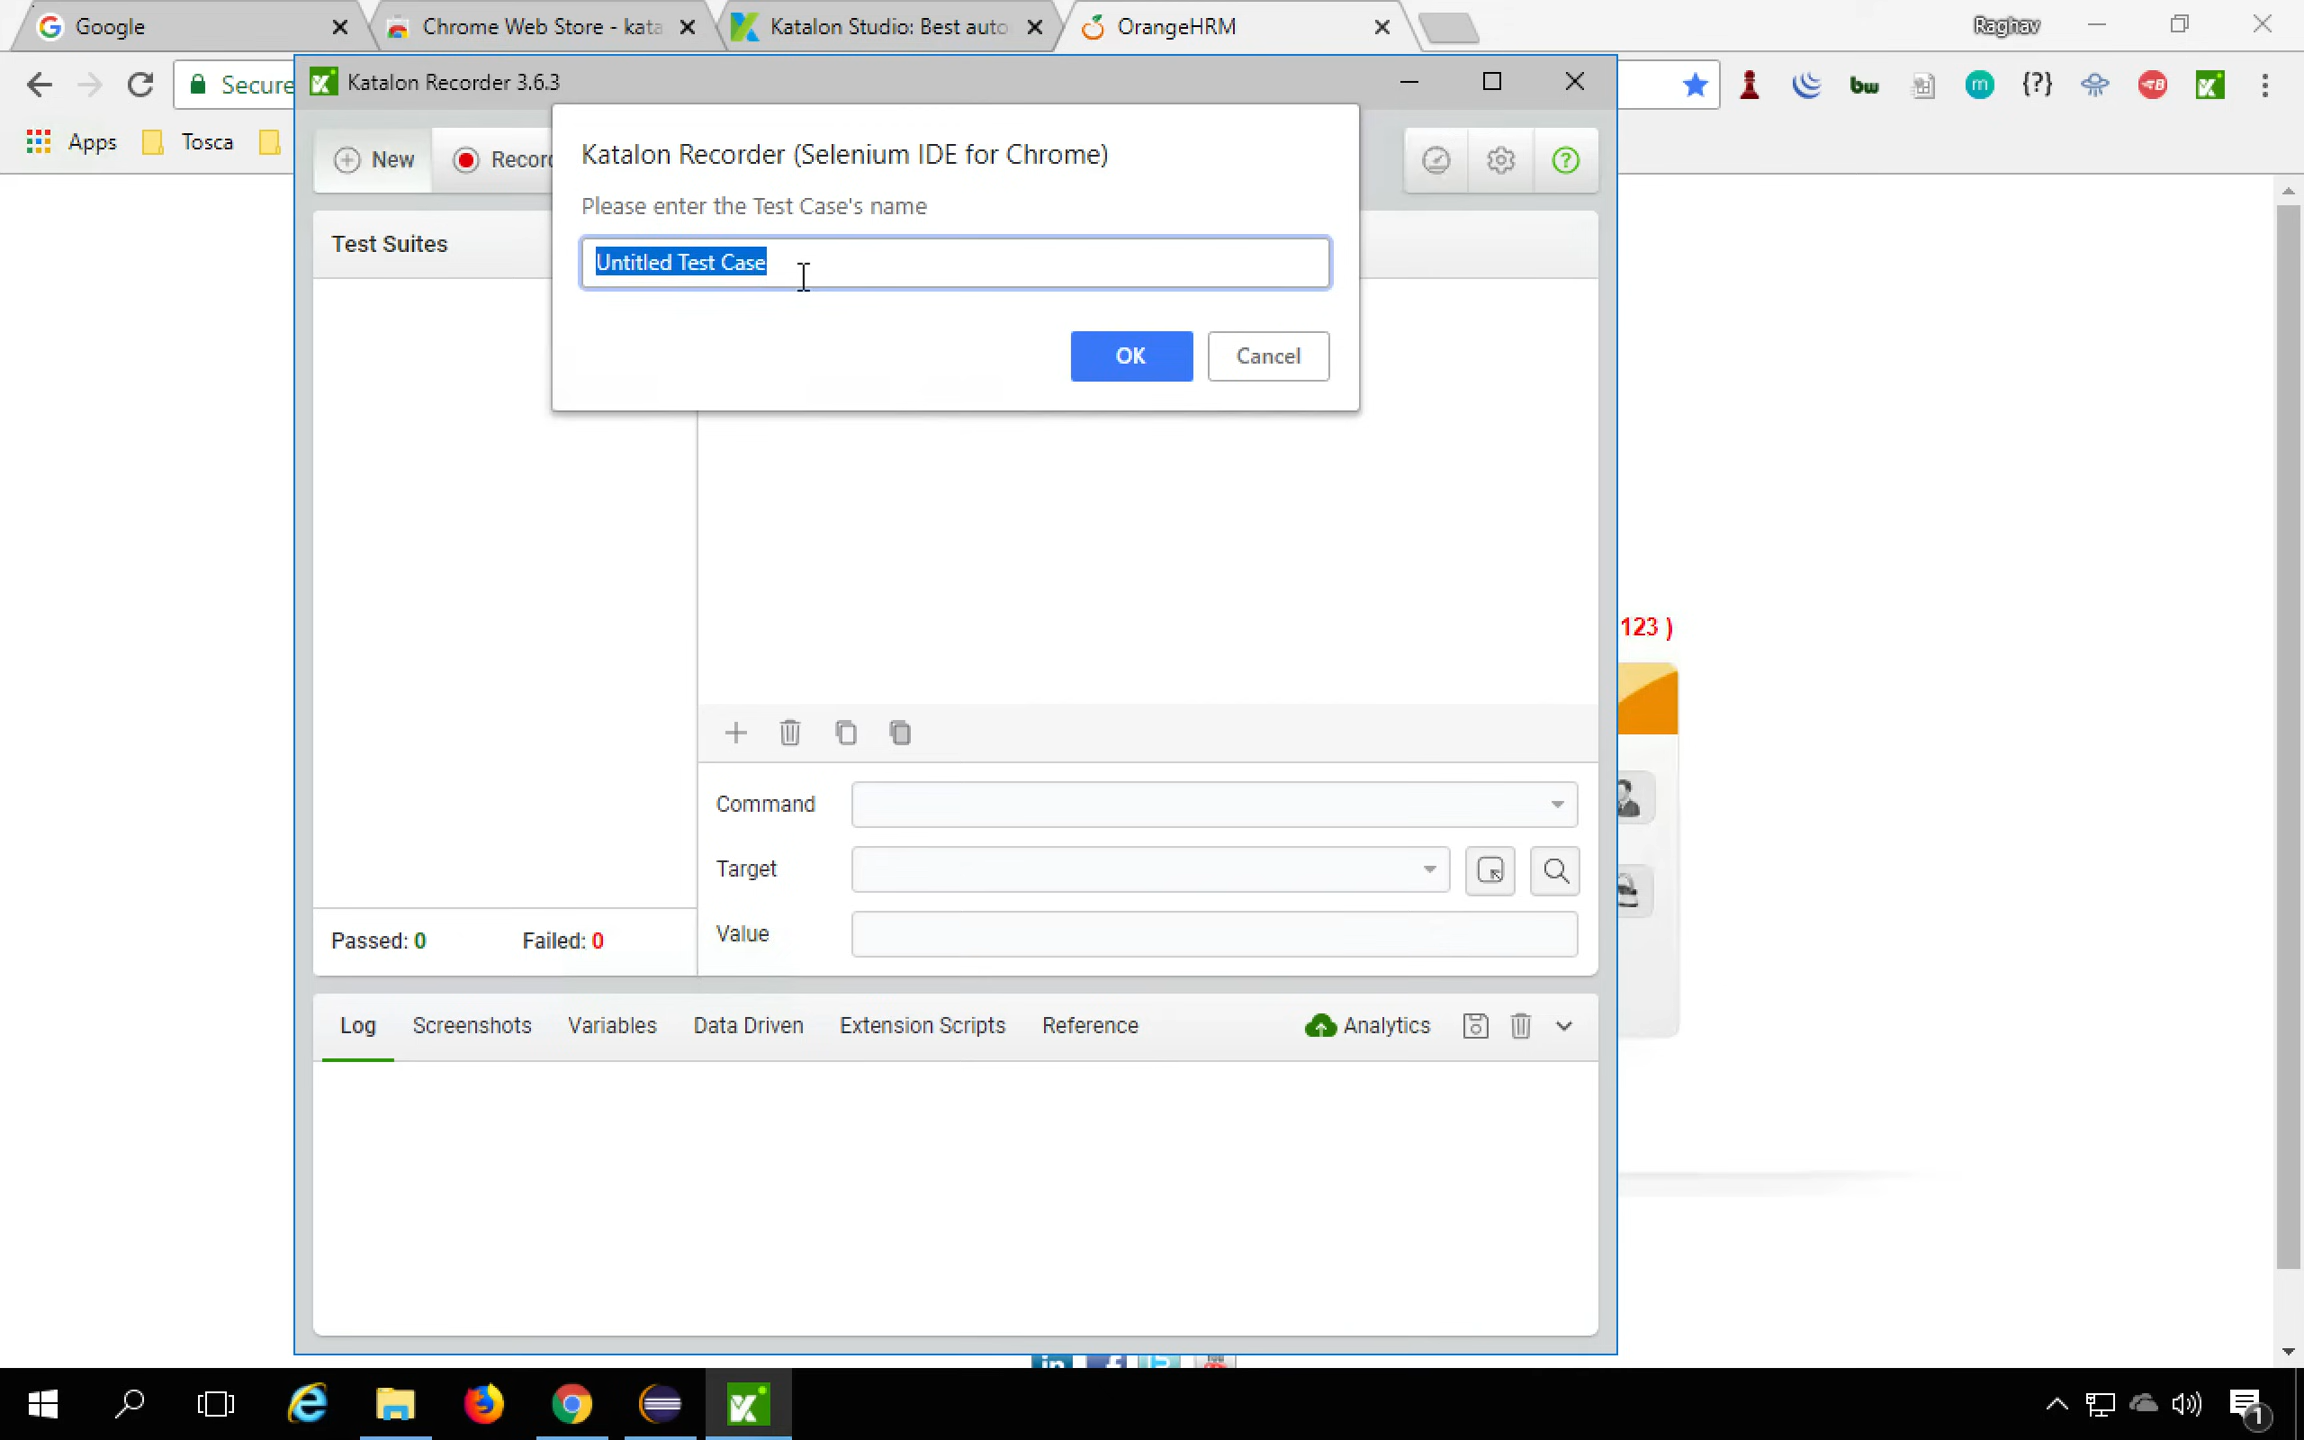 Google
Chrome Web Store - kata
Katalon Studio: Best auto
OrangeHRM
Raghav
Secure
Katalon Recorder 3.6.3
bw
m
{?}
B
Apps
Tosca
New
Record
Katalon Recorder (Selenium IDE for Chrome)
Please enter the Test Case's name
Untitled Test Case
OK
Cancel
Test Suites
123 )
Command
Target
Value
Passed: 0
Failed: 0
Log
Screenshots
Variables
Data Driven
Extension Scripts
Reference
Analytics
1